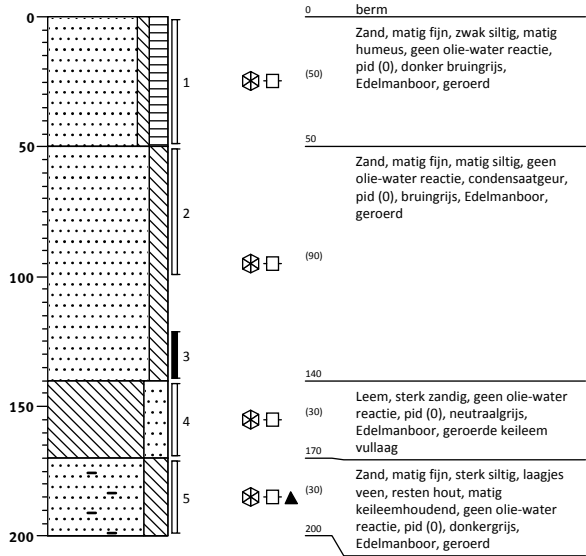 0
50
100
150
200
1
2
3
4
5
0 berm
Zand, matig fijn, zwak siltig, matig
humeus, geen olie-water reactie,
(50) pid (0), donker bruingrijs,
Edelmanboor, geroerd
50
Zand, matig fijn, matig siltig, geen
olie-water reactie, condensaatgeur,
pid (0), bruingrijs, Edelmanboor,
geroerd
(90)
140
Leem, sterk zandig, geen olie-water
(30) reactie, pid (0), neutraalgrijs,
Edelmanboor, geroerde keileem
vullaag
170
Zand, matig fijn, sterk siltig, laagjes
(30) veen, resten hout, matig
keileemhoudend, geen olie-water
200 reactie, pid (0), donkergrijs,
Edelmanboor, geroerd